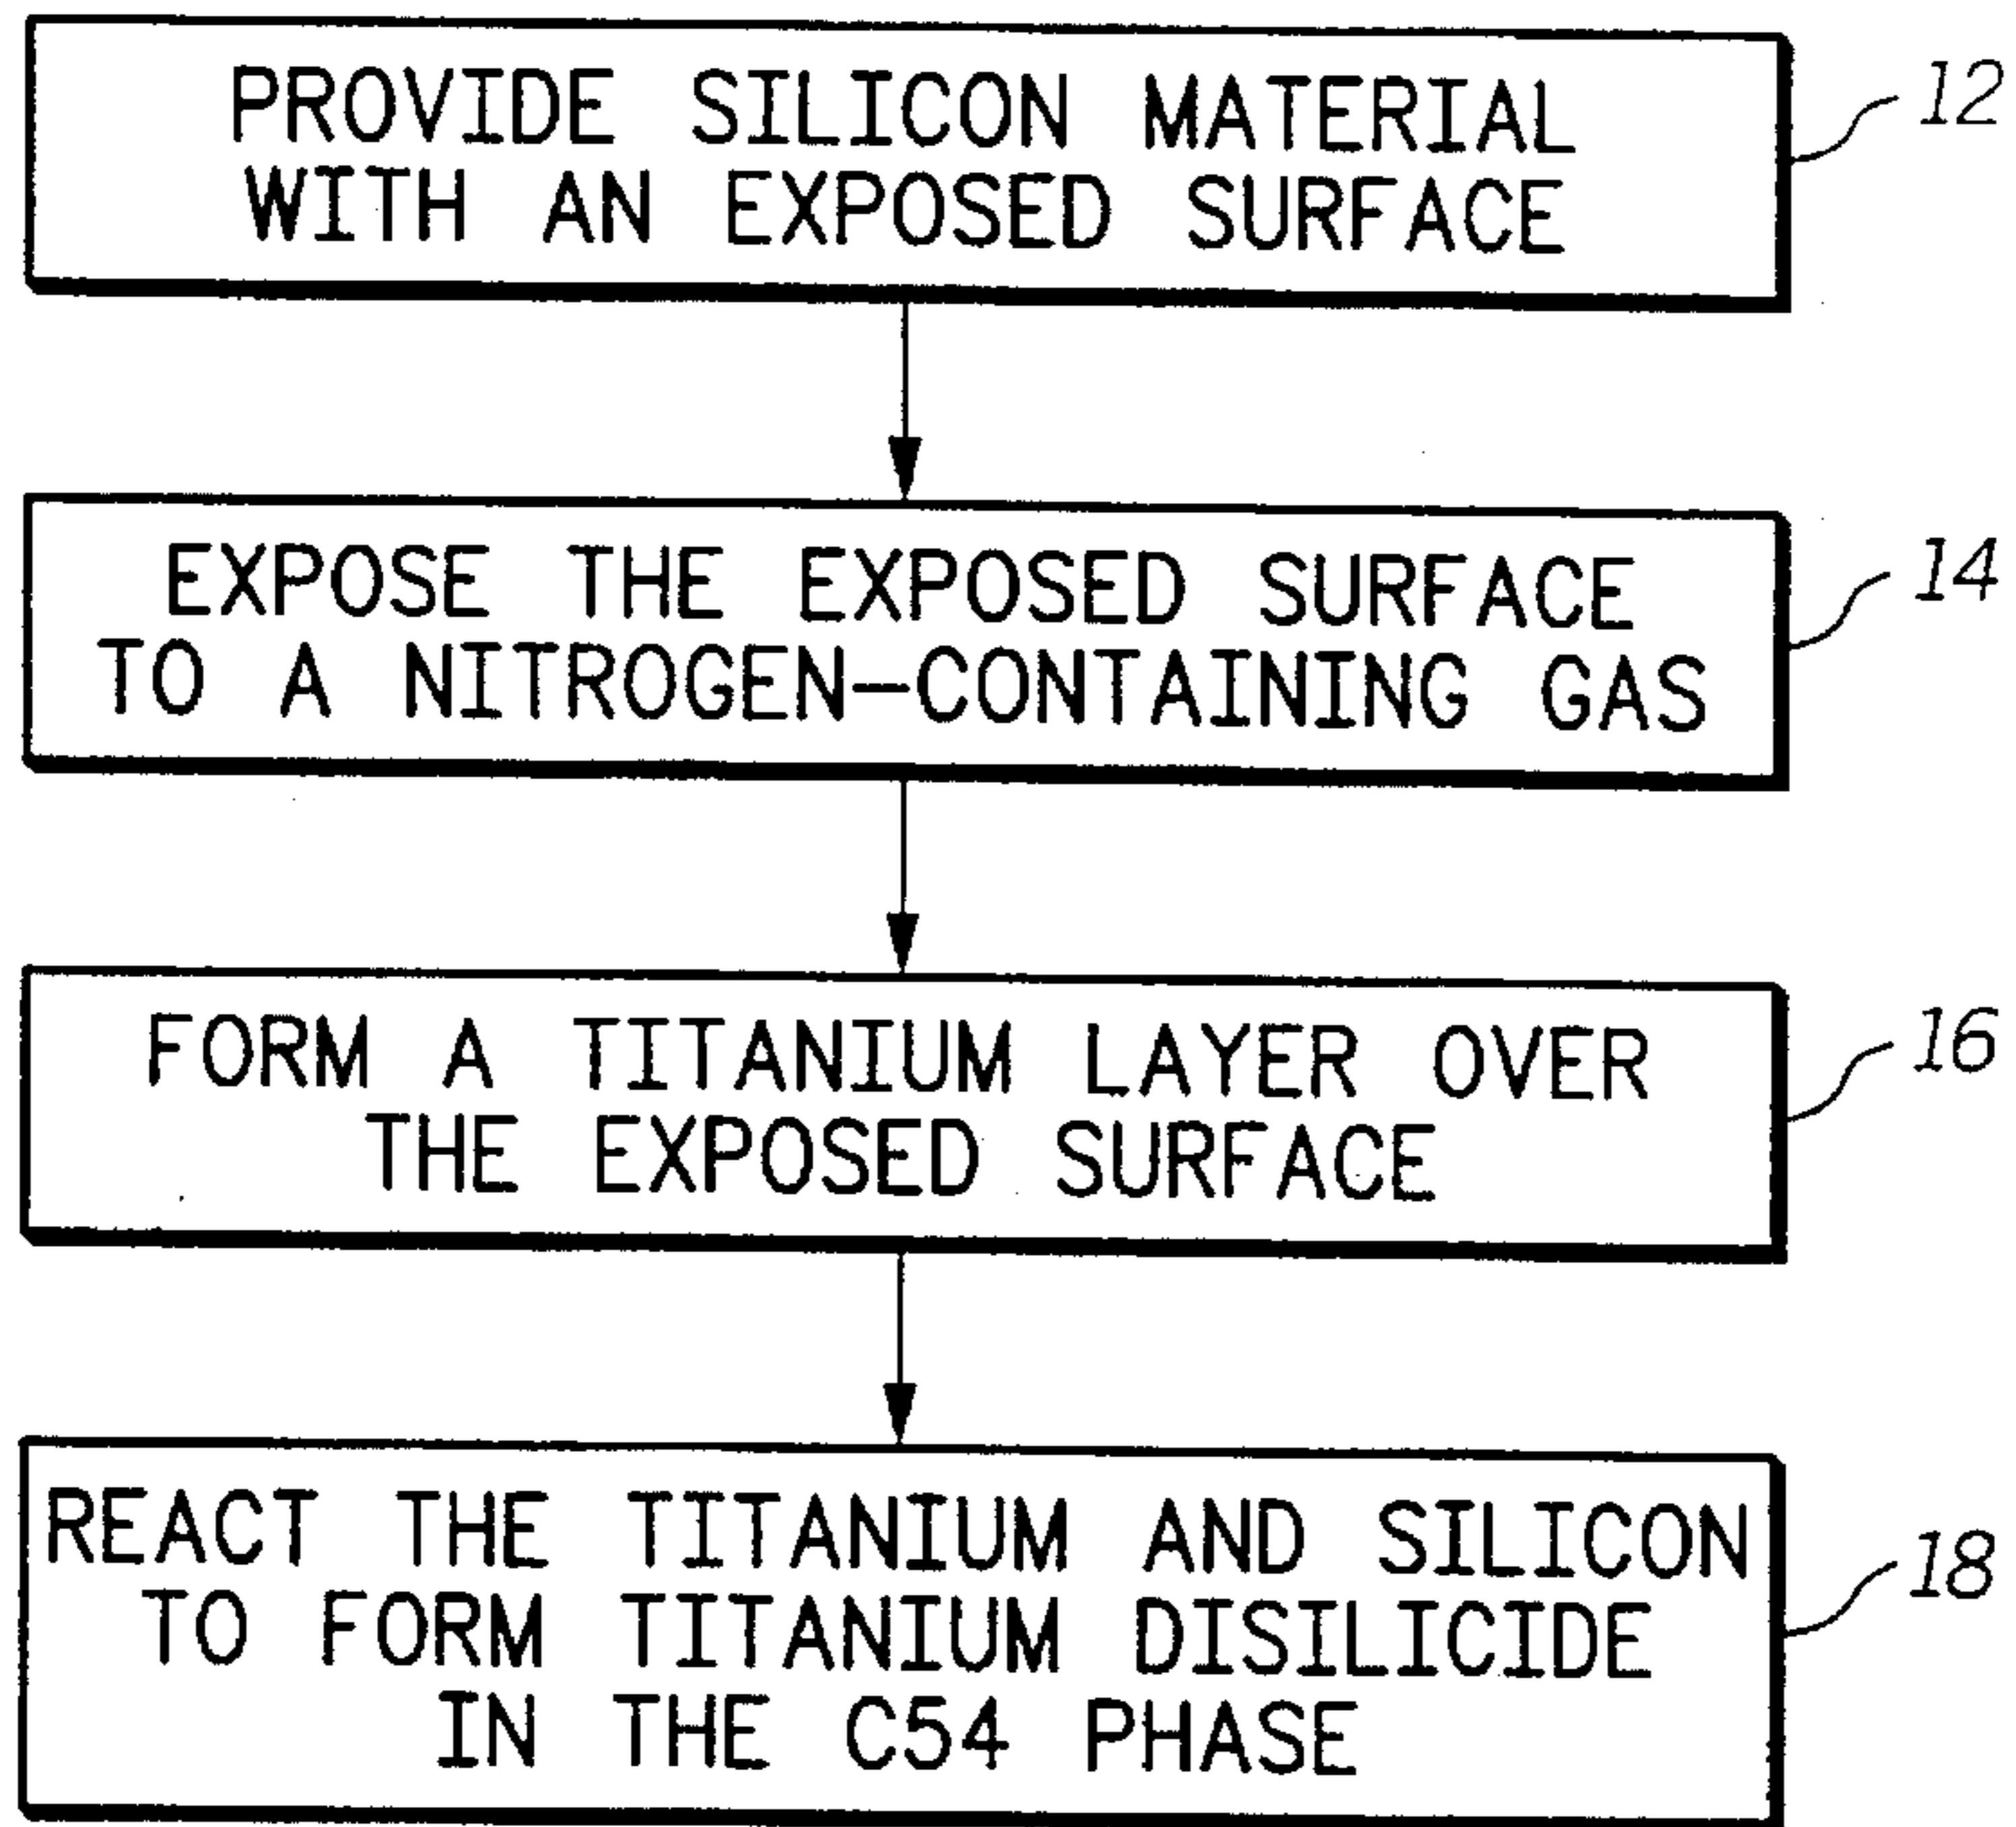 PROVIDE SILICON MATERIAL
WITH AN EXPOSED SURFACE
12
EXPOSE THE EXPOSED SURFACE
TO A NITROGEN-CONTAINING GAS
14
FORM A TITANIUM LAYER OVER
THE EXPOSED SURFACE
16
REACT THE TITANIUM AND SILICON
TO FORM TITANIUM DISILICIDE
IN THE C54 PHASE
18